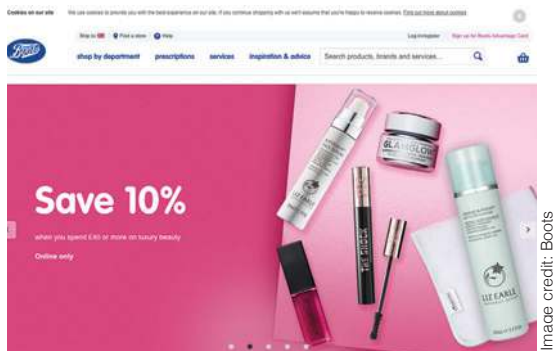 Cookies on our site
We use cookies to provide you with the best experience on our site. If you continue shopping with us we'll assume that you're happy to receive cookies. Find out more about cookies
Ship to
Find a store
Help
Log in/register
Sign up for Boots Advantage Card
Boots
shop by department
prescriptions
services
inspiration & advice
Search products, brands and services...
Save 10%
when you spend £40 or more on luxury beauty
Online only
GLAMGLOW
THE SHOCK
LIZ EARLE
Image credit: Boots